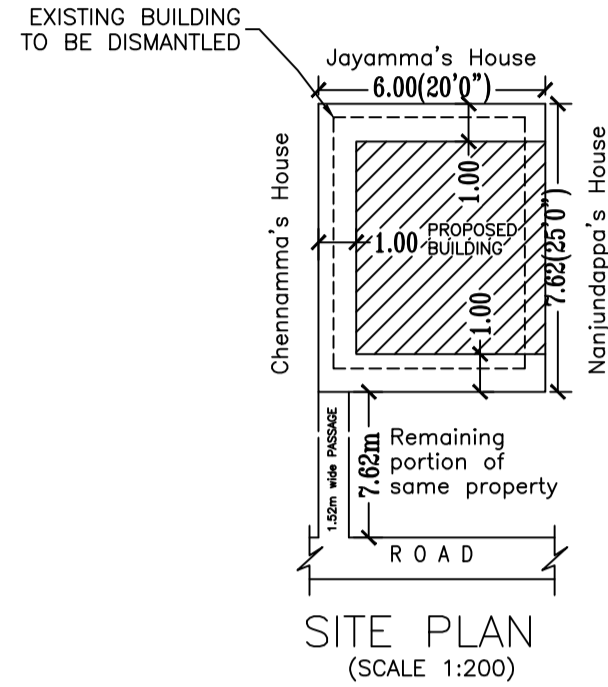 EXISTING BUILDING
TO BE DISMANTLED
Jayamma's House
6.00(20'0")
Chennamma's House
1.00
1.00
PROPOSED
BUILDING
1.00
7.62(25'0")
Nanjundappa's House
1.52m wide PASSAGE
7.62m
Remaining
portion of
same property
ROAD
SITE PLAN
(SCALE 1:200)